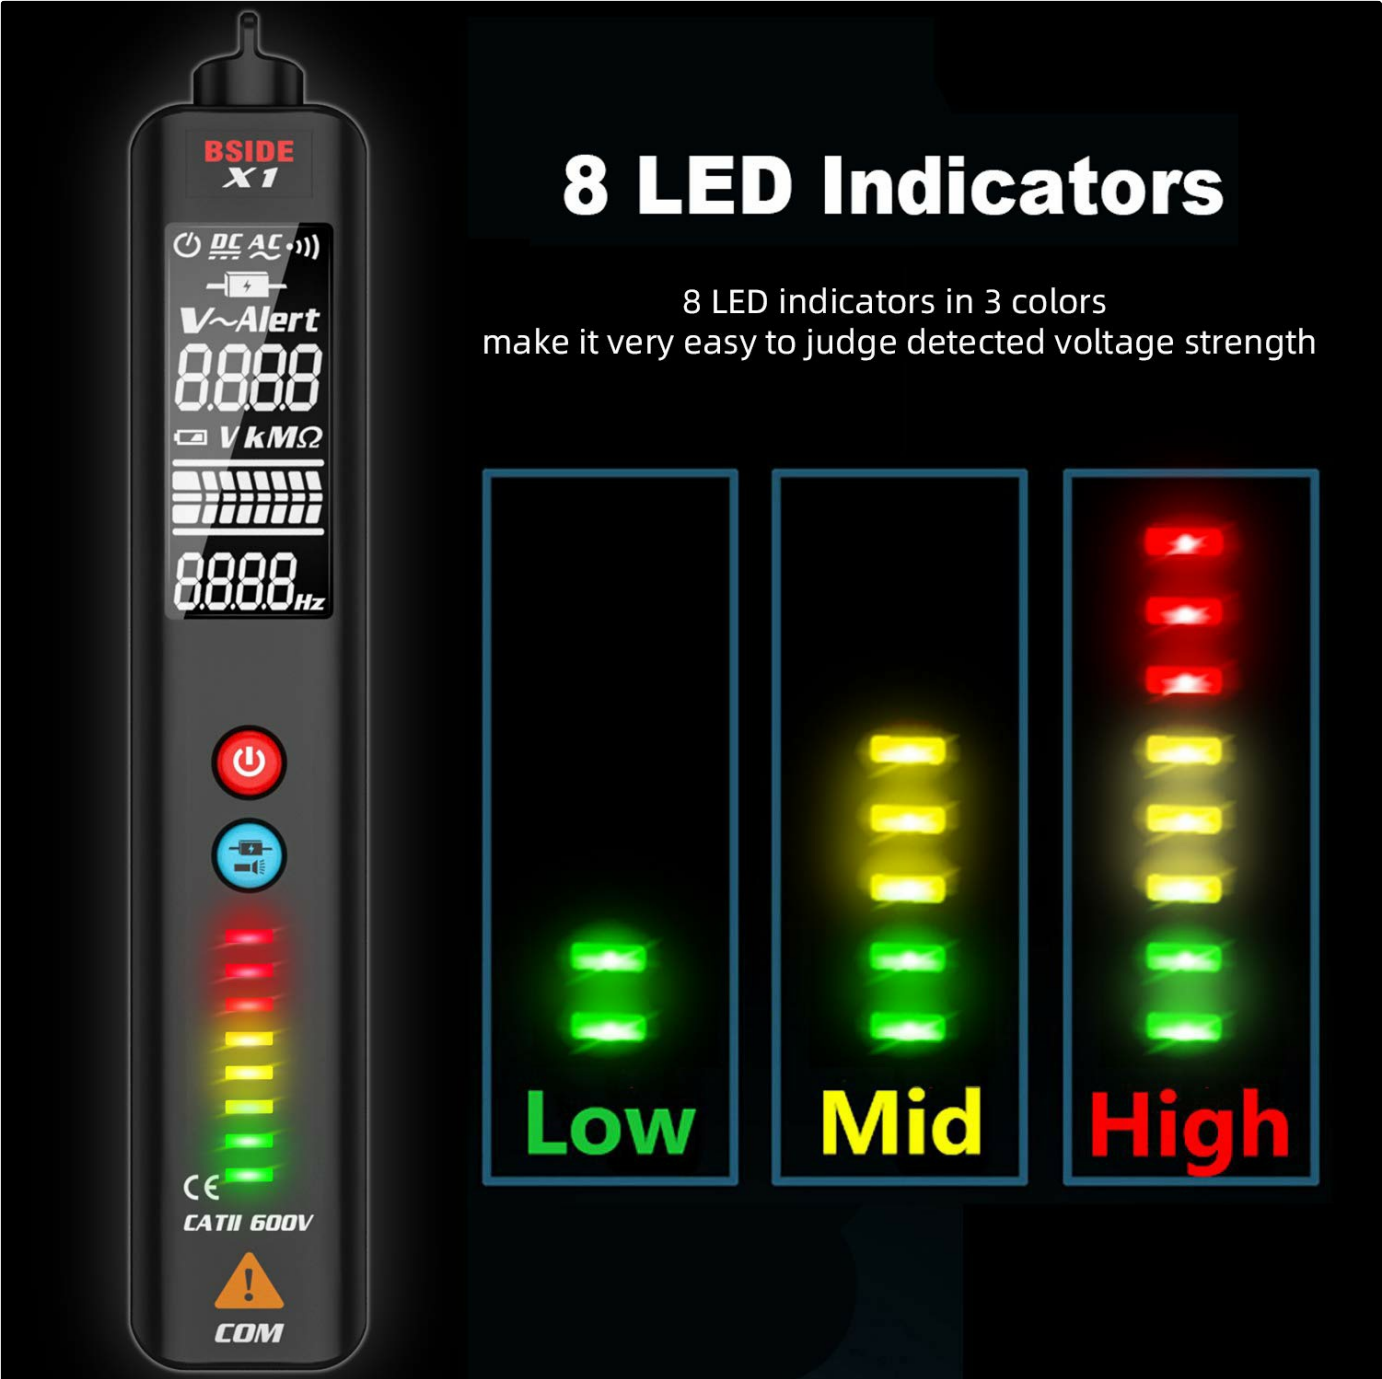 BSIDE
X1
DC AC
V~Alert
8.8.8.8
V kMΩ
8.8.8.8 Hz
CE
CATII 600V
!
COM
8 LED Indicators
8 LED indicators in 3 colors
make it very easy to judge detected voltage strength
Low
Mid
High